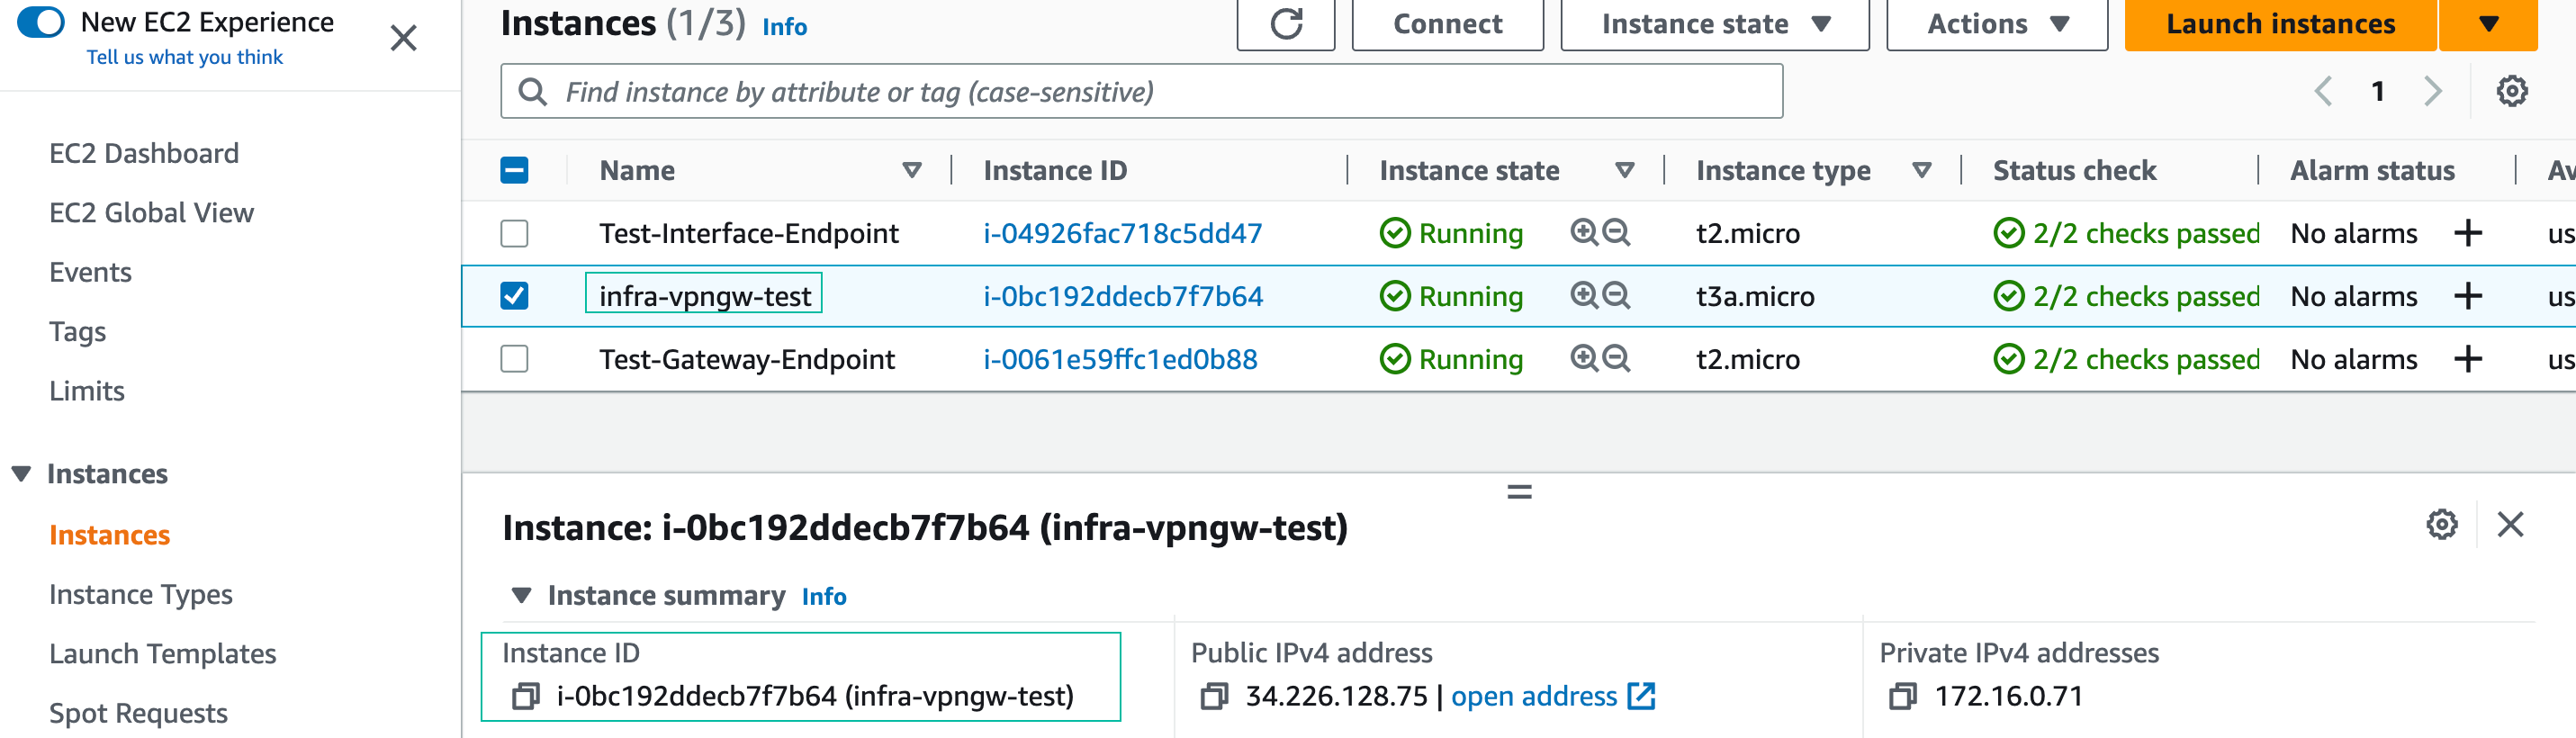 New EC2 Experience
Tell us what you think
EC2 Dashboard
EC2 Global View
Events
Tags
Limits
Instances
Instances
Instance Types
Launch Templates
Spot Requests
Instances (1/3) Info
Connect
Instance state
Actions
Launch instances
Find instance by attribute or tag (case-sensitive)
1
Name Instance ID Instance state Instance type Status check Alarm status Av
Test-Interface-Endpoint i-04926fac718c5dd47 Running t2.micro 2/2 checks passed No alarms us
infra-vpngw-test i-0bc192ddecb7f7b64 Running t3a.micro 2/2 checks passed No alarms us
Test-Gateway-Endpoint i-0061e59ffc1ed0b88 Running t2.micro 2/2 checks passed No alarms us
Instance: i-0bc192ddecb7f7b64 (infra-vpngw-test)
Instance summary Info
Instance ID
i-0bc192ddecb7f7b64 (infra-vpngw-test)
Public IPv4 address
34.226.128.75 | open address
Private IPv4 addresses
172.16.0.71